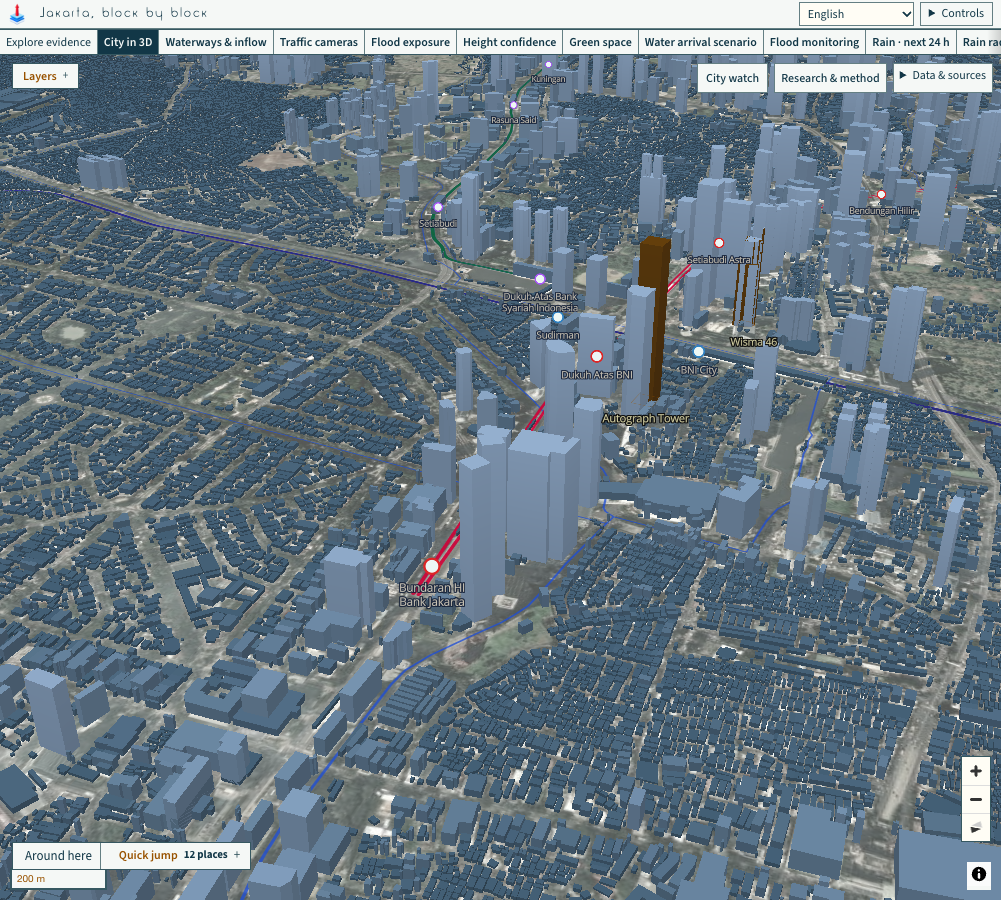 Jakarta, block by block
English
Controls
Explore evidence
City in 3D
Waterways & inflow
Traffic cameras
Flood exposure
Height confidence
Green space
Water arrival scenario
Flood monitoring
Rain · next 24 h
Layers +
City watch
Research & method
Data & sources
Kuningan
Rasuna Said
Bendungan Hilir
Setiabudi
Setiabudi Astra
Dukuh Atas Bank
Syariah Indonesia
Sudirman
Wisma 46
Dukuh Atas BNI
BNI City
Autograph Tower
Bundaran HI
Bank Jakarta
Around here
Quick jump 12 places +
200 m